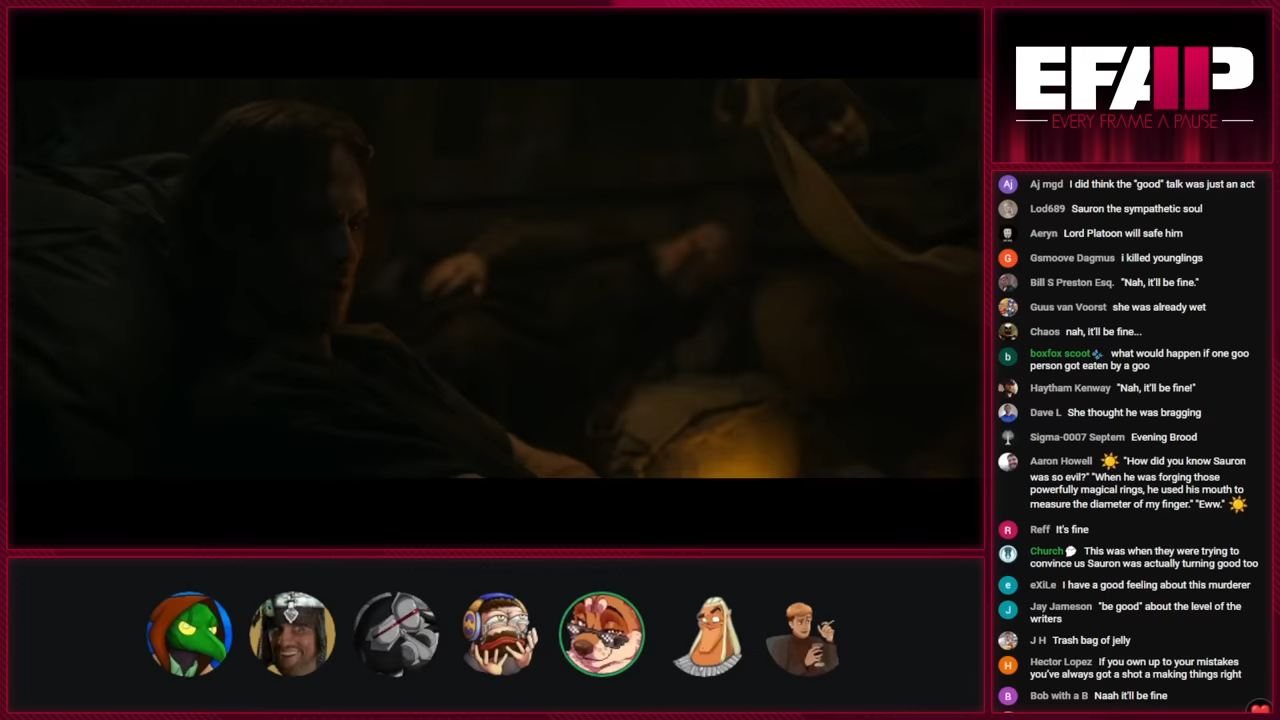 EFAP
EVERY FRAME A PAUSE
Aj mgd I did think the "good" talk was just an act
Lod689 Sauron the sympathetic soul
Aeryn Lord Platoon will safe him
G Gsmoove Dagmus i killed younglings
Bill S Preston Esq. "Nah, it'll be fine."
Guus van Voorst she was already wet
Chaos nah, it'll be fine...
b boxfox scoot what would happen if one goo
person got eaten by a goo
Haytham Kenway "Nah, it'll be fine!"
Dave L She thought he was bragging
Sigma-0007 Septem Evening Brood
Aaron Howell ☀️ "How did you know Sauron
was so evil?" "When he was forging those
powerfully magical rings, he used his mouth to
measure the diameter of my finger." "Eww." ☀️
R Reff It's fine
Church This was when they were trying to
convince us Sauron was actually turning good too
e eXiLe I have a good feeling about this murderer
J Jay Jameson "be good" about the level of the
writers
J H Trash bag of jelly
H Hector Lopez If you own up to your mistakes
you've always got a shot a making things right
B Bob with a B Naah it'll be fine